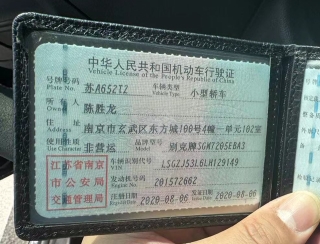 中华人民共和国机动车行驶证
Vehicle License of the People's Republic of China
号牌号码 苏A652TZ 车辆类型 小型轿车
Plate No. Vehicle Type
所有人 陈胜龙
Owner
住址 南京市玄武区东方城100号4幢一单元102室
Address
使用性质 非营运 品牌型号 别克牌SGM7205EBA3
Use Character Model
江苏省南京
市公安局
交通管理局
车辆识别代号 LSGZJ53L6LH129149
VIN
发动机号码 201572662
Engine No.
注册日期 2020-08-06 发证日期 2020-08-06
Register Date Issue Date